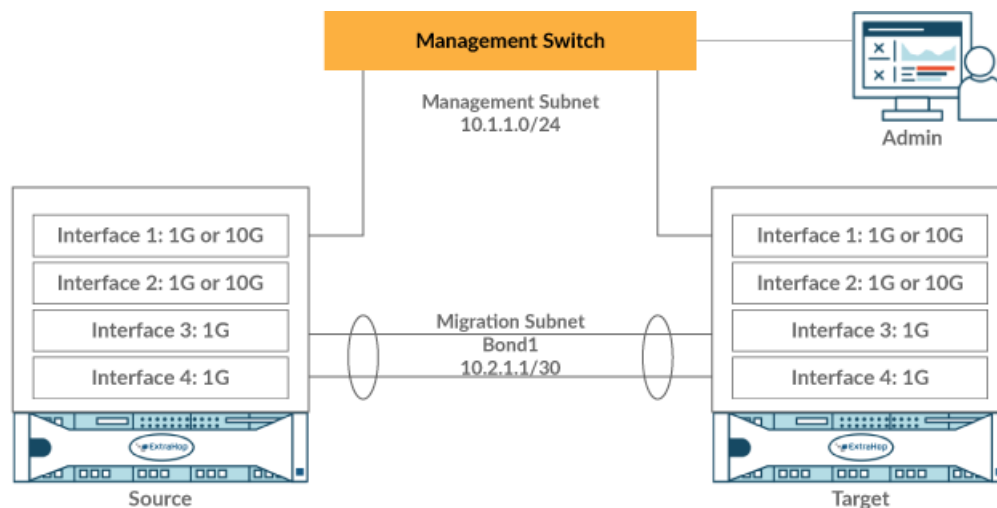 Management Switch
Management Subnet
10.1.1.0/24
Admin
Interface 1: 1G or 10G
Interface 2: 1G or 10G
Interface 3: 1G
Interface 4: 1G
Migration Subnet
Bond1
10.2.1.1/30
Interface 1: 1G or 10G
Interface 2: 1G or 10G
Interface 3: 1G
Interface 4: 1G
ExtraHop
Source
ExtraHop
Target